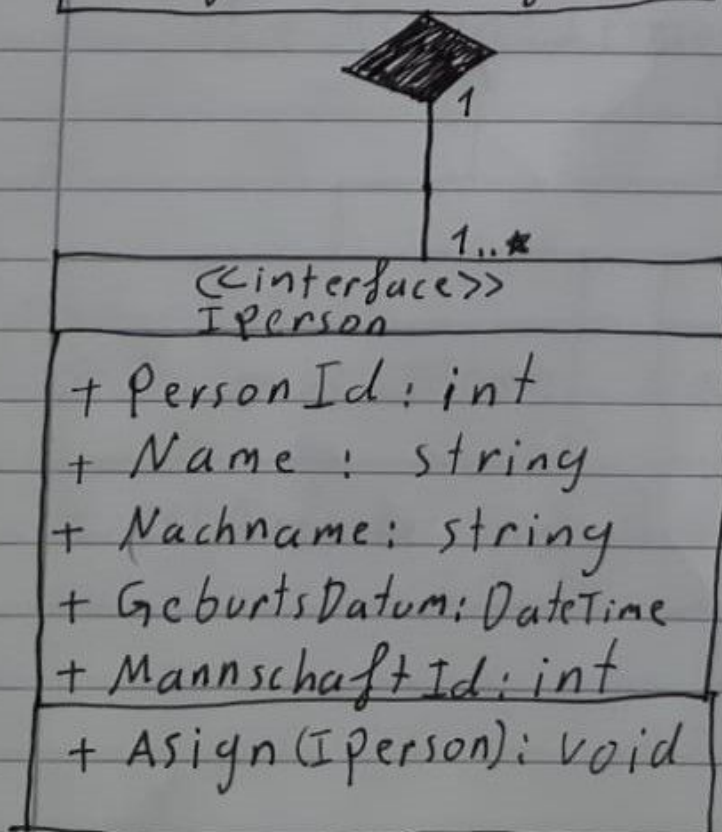 1
1..*
<<interface>>
IPerson
+ PersonId: int
+ Name : string
+ Nachname: string
+ GeburtsDatum: DateTime
+ MannschaftId: int
+ Asign(IPerson): void